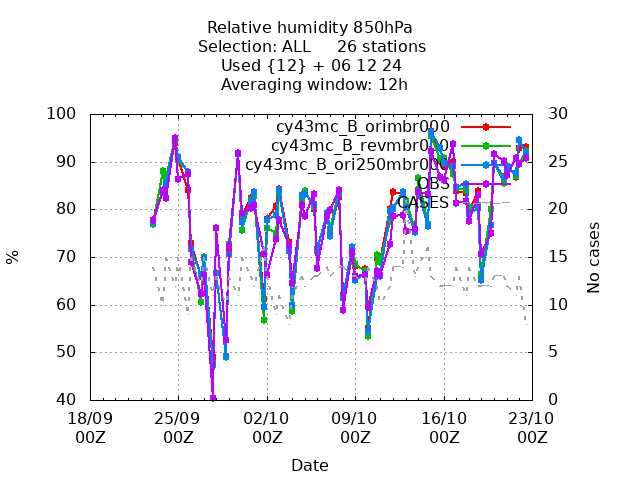 Relative humidity 850hPa
Selection: ALL 26 stations
Used {12} + 06 12 24
Averaging window: 12h
100 30
cy43mc_B_orimbr000
cy43mc_B_revmbr000
90 25
cy43mc_B_ori250mbr000
OBS
CASES
80 20
%
No cases
70 15
60 10
50 5
40 0
18/09 25/09 02/10 09/10 16/10 23/10
00Z 00Z 00Z 00Z 00Z 00Z
Date